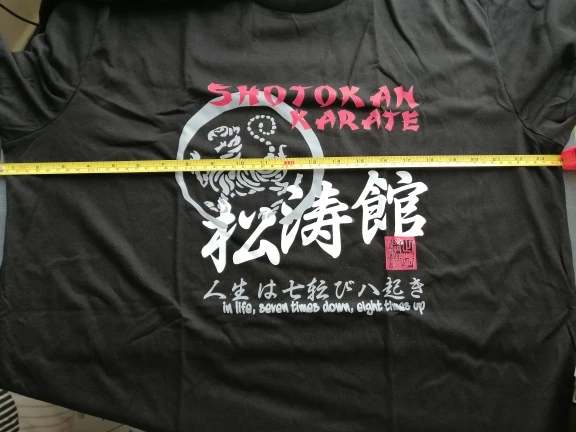 SHOTOKAN
KARATE
松涛館
人生は七転び八起き
in life, seven times down, eight times up